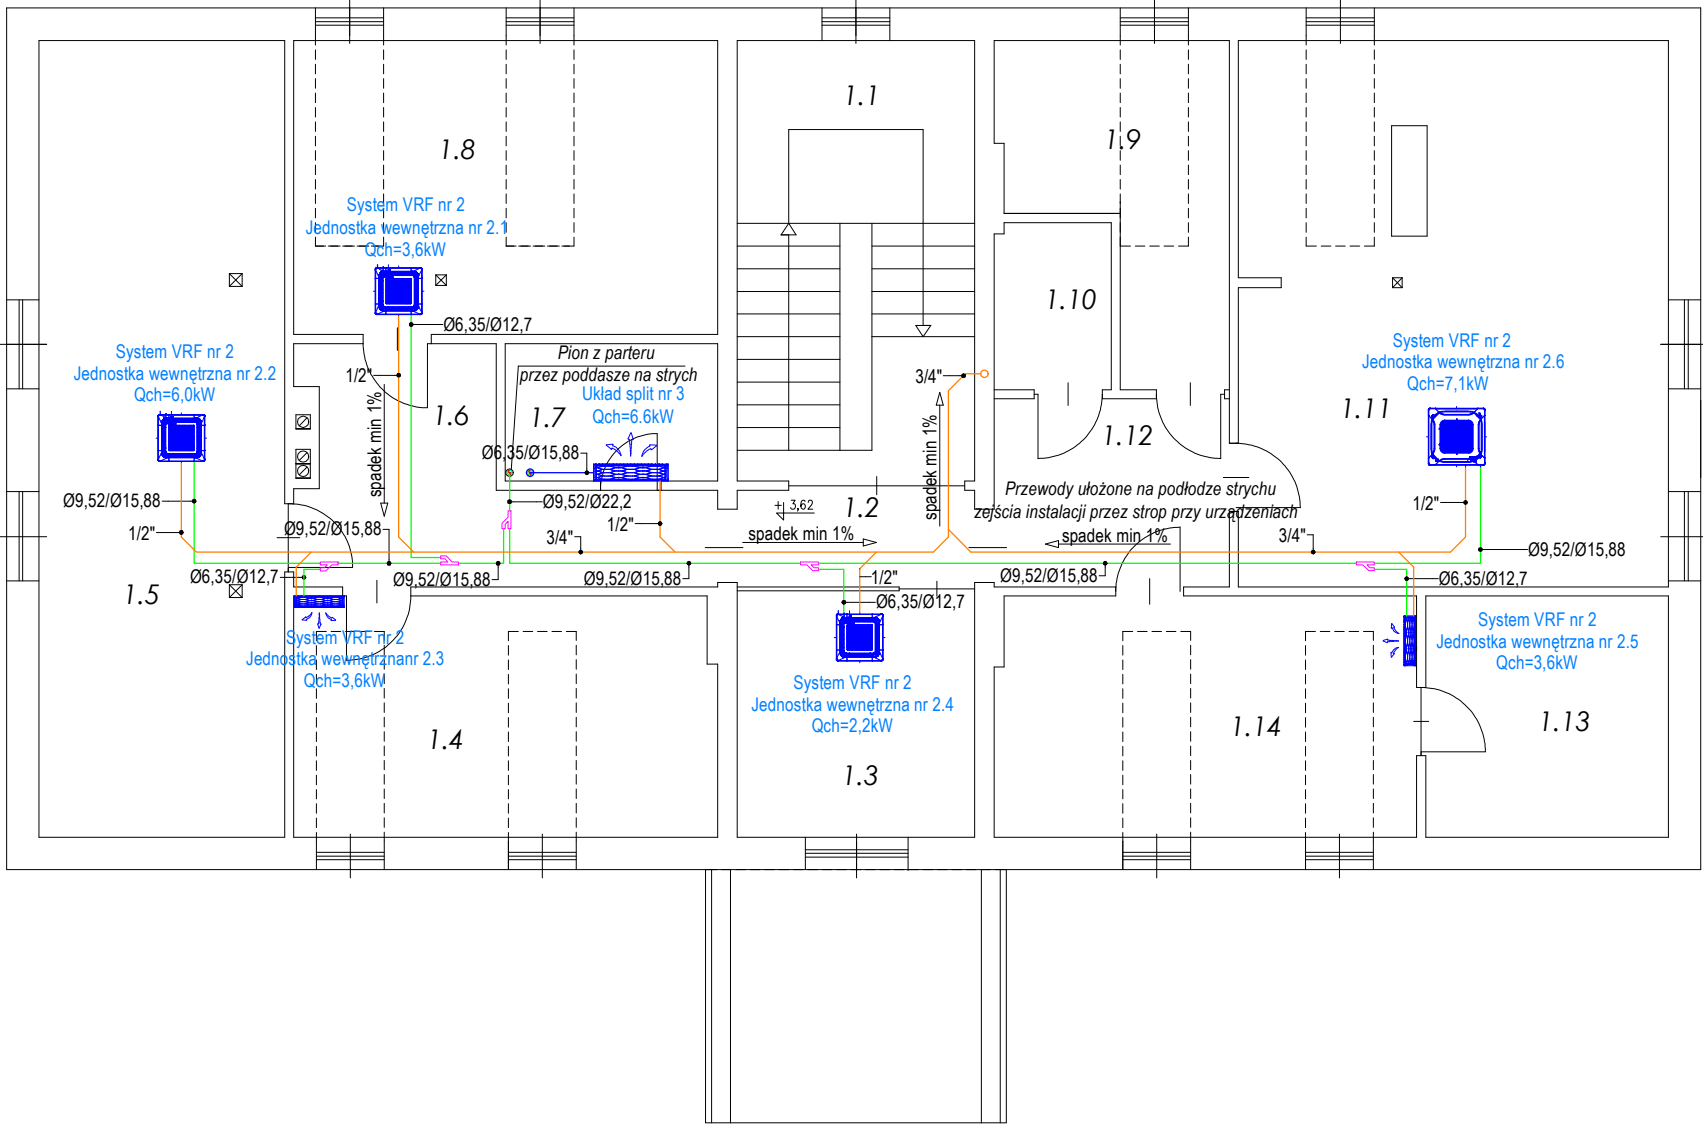 1.1
1.8
1.9
System VRF nr 2
Jednostka wewnętrzna nr 2.1
Qch=3,6kW
1.10
Ø6,35/Ø12,7
System VRF nr 2
Jednostka wewnętrzna nr 2.2
Qch=6,0kW
Pion z parteru
przez poddasze na strych
Układ split nr 3
Qch=6.6kW
System VRF nr 2
Jednostka wewnętrzna nr 2.6
Qch=7,1kW
1/2"
3/4"
1.6
1.7
1.11
1.12
spadek min 1%
spadek min 1%
Ø6,35/Ø15,88
Ø9,52/Ø15,88
1/2"
Ø9,52/Ø22,2
1/2"
+ 3,62
1.2
Przewody ułożone na podłodze strychu
zejścia instalacji przez strop przy urządzeniach
1/2"
Ø9,52/Ø15,88
3/4"
spadek min 1%
spadek min 1%
3/4"
Ø9,52/Ø15,88
Ø6,35/Ø12,7
Ø9,52/Ø15,88
Ø9,52/Ø15,88
1/2"
Ø9,52/Ø15,88
Ø6,35/Ø12,7
1.5
Ø6,35/Ø12,7
System VRF nr 2
Jednostka wewnętrznanr 2.3
Qch=3,6kW
System VRF nr 2
Jednostka wewnętrzna nr 2.5
Qch=3,6kW
System VRF nr 2
Jednostka wewnętrzna nr 2.4
Qch=2,2kW
1.4
1.3
1.14
1.13